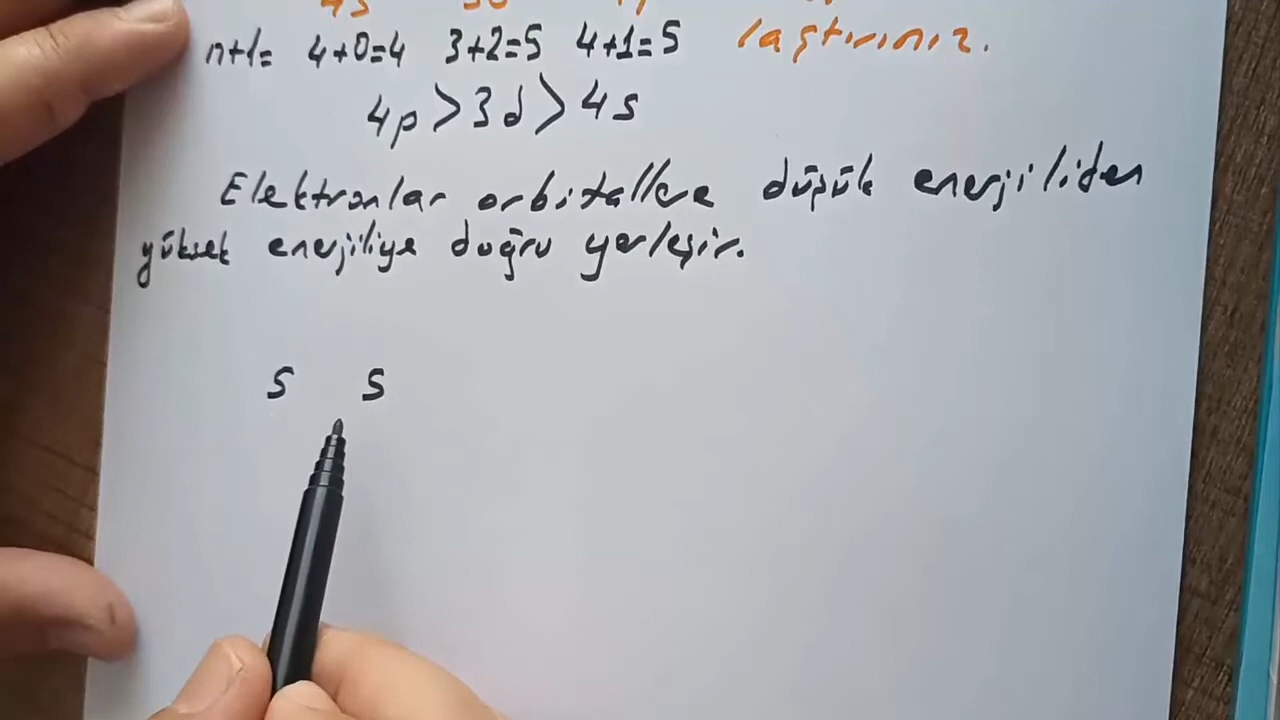 n+l= 4+0=4 3+2=5 4+1=5 laştırınız.
4p>3d>4s
Elektronlar orbitallere düşük enerjiliden
yüksek enerjiliye doğru yerleşir.
s s